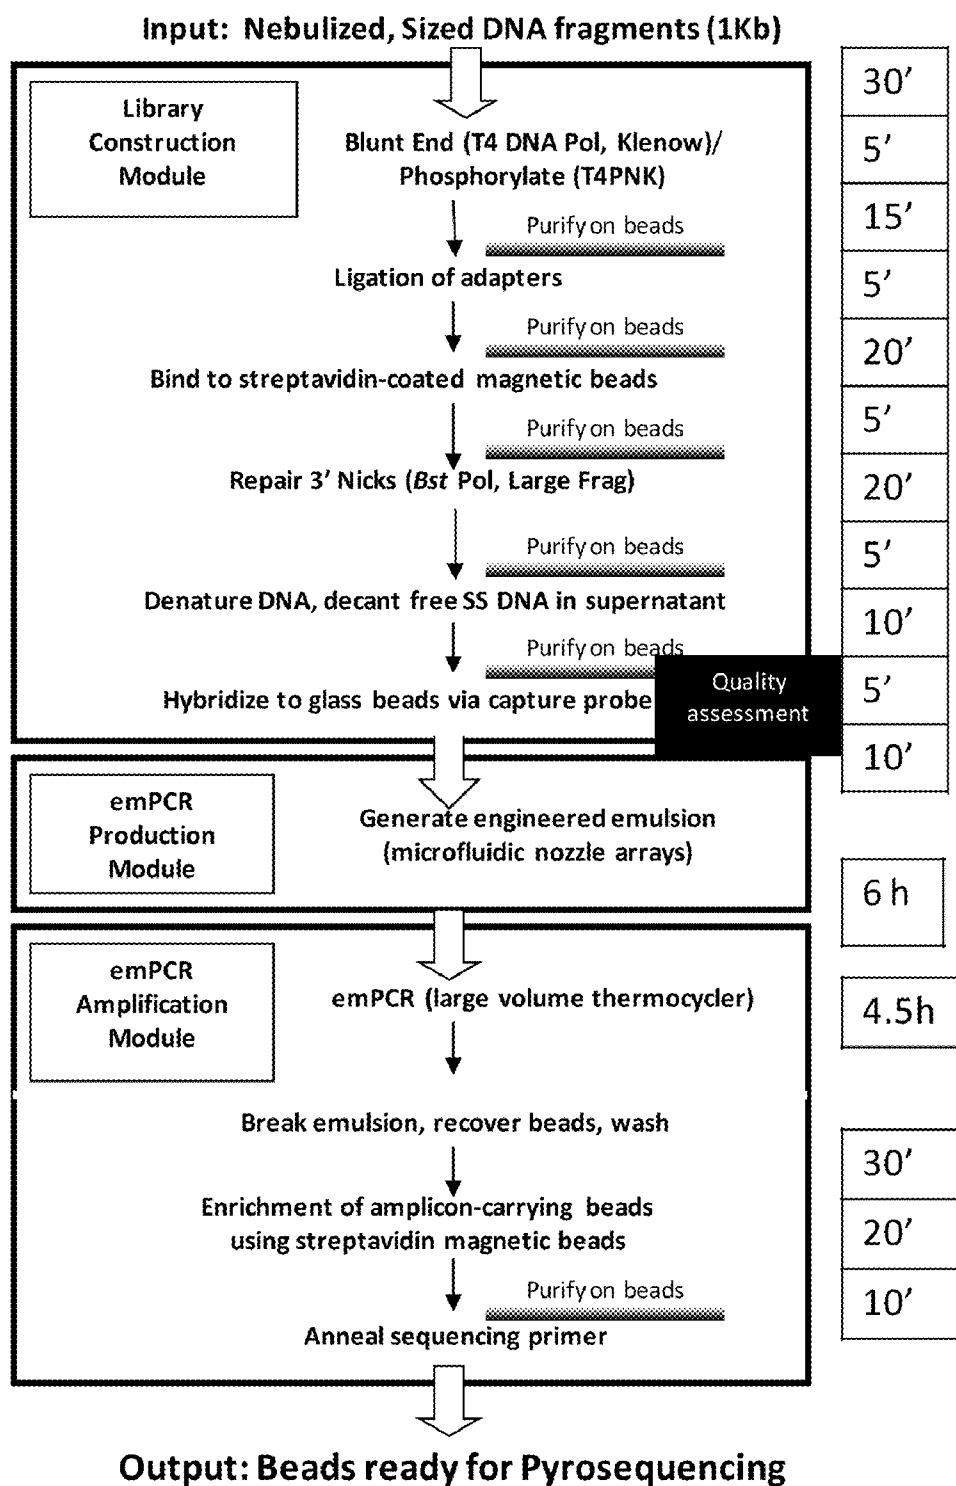 Input: Nebulized, Sized DNA fragments (1Kb)
Library
Construction
Module
Blunt End (T4 DNA Pol, Klenow)/
Phosphorylate (T4PNK)
Purify on beads
Ligation of adapters
Purify on beads
Bind to streptavidin-coated magnetic beads
Purify on beads
Repair 3’ Nicks (Bst Pol, Large Frag)
Purify on beads
Denature DNA, decant free SS DNA in supernatant
Purify on beads
Hybridize to glass beads via capture probe
Quality
assessment
30’
5’
15’
5’
20’
5’
20’
5’
10’
5’
10’
emPCR
Production
Module
Generate engineered emulsion
(microfluidic nozzle arrays)
6 h
emPCR
Amplification
Module
emPCR (large volume thermocycler)
4.5h
Break emulsion, recover beads, wash
Enrichment of amplicon-carrying beads
using streptavidin magnetic beads
Purify on beads
Anneal sequencing primer
30’
20’
10’
Output: Beads ready for Pyrosequencing